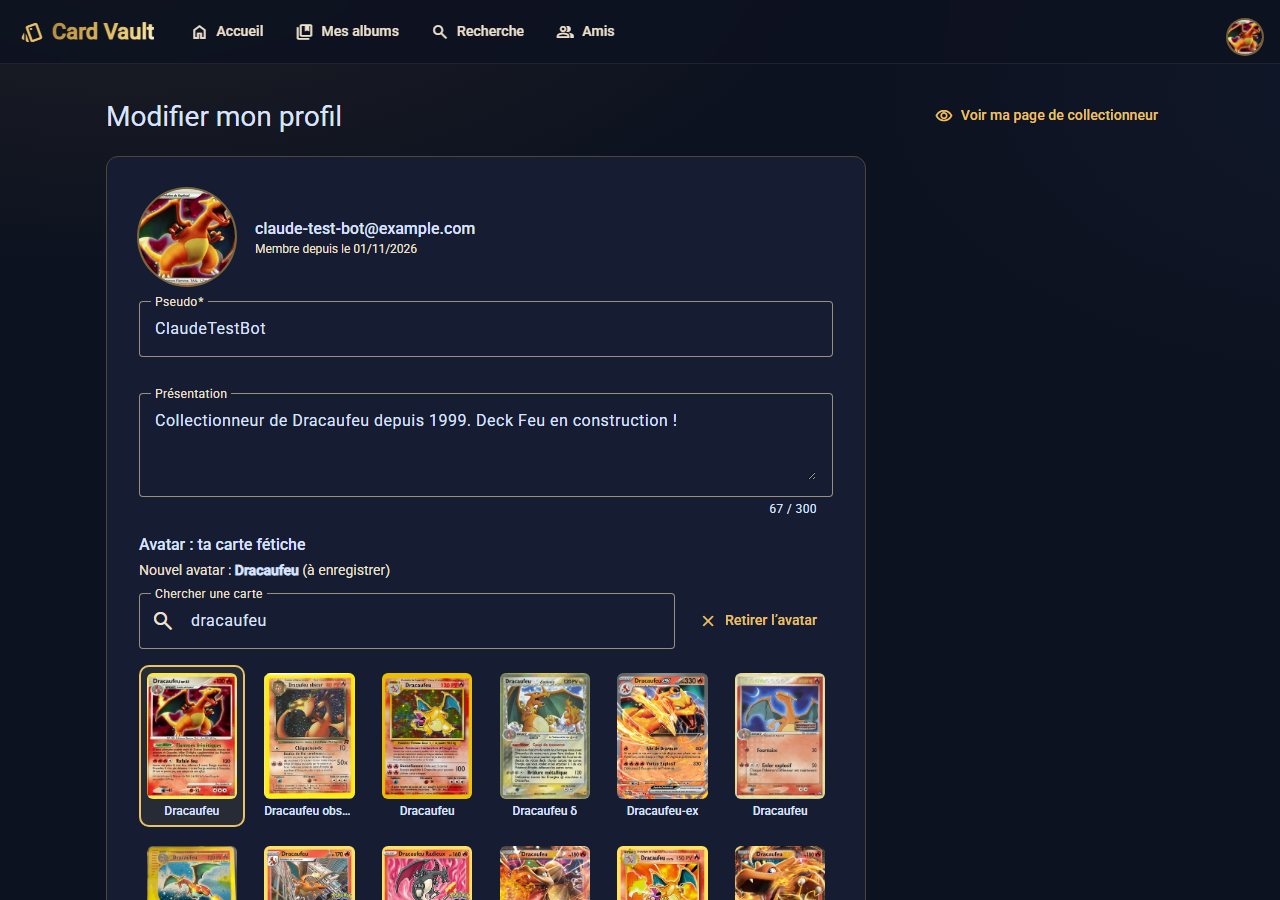 Card Vault
Accueil
Mes albums
Recherche
Amis
Modifier mon profil
Voir ma page de collectionneur
claude-test-bot@example.com
Membre depuis le 01/11/2026
Pseudo*
ClaudeTestBot
Présentation
Collectionneur de Dracaufeu depuis 1999. Deck Feu en construction !
67 / 300
Avatar : ta carte fétiche
Nouvel avatar : Dracaufeu (à enregistrer)
Chercher une carte
dracaufeu
Retirer l’avatar
Dracaufeu
Dracaufeu obs...
Dracaufeu
Dracaufeu δ
Dracaufeu-ex
Dracaufeu